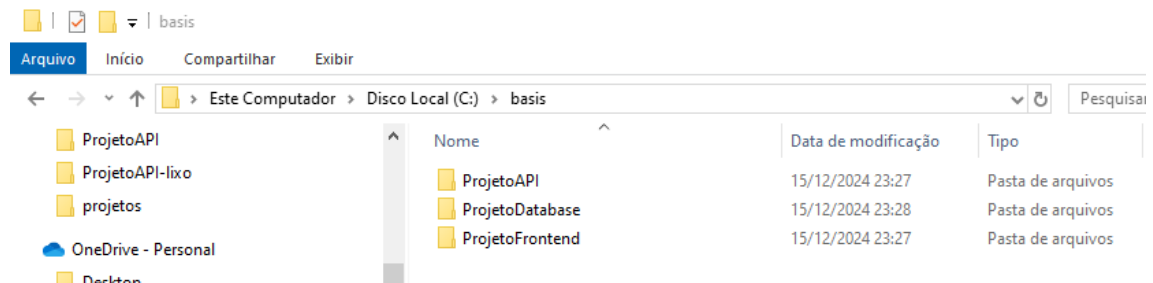 basis
Arquivo Início Compartilhar Exibir
Este Computador > Disco Local (C:) > basis Pesquisar
ProjetoAPI
ProjetoAPI-lixo
projetos
OneDrive - Personal
Desktop
Nome Data de modificação Tipo
ProjetoAPI 15/12/2024 23:27 Pasta de arquivos
ProjetoDatabase 15/12/2024 23:28 Pasta de arquivos
ProjetoFrontend 15/12/2024 23:27 Pasta de arquivos